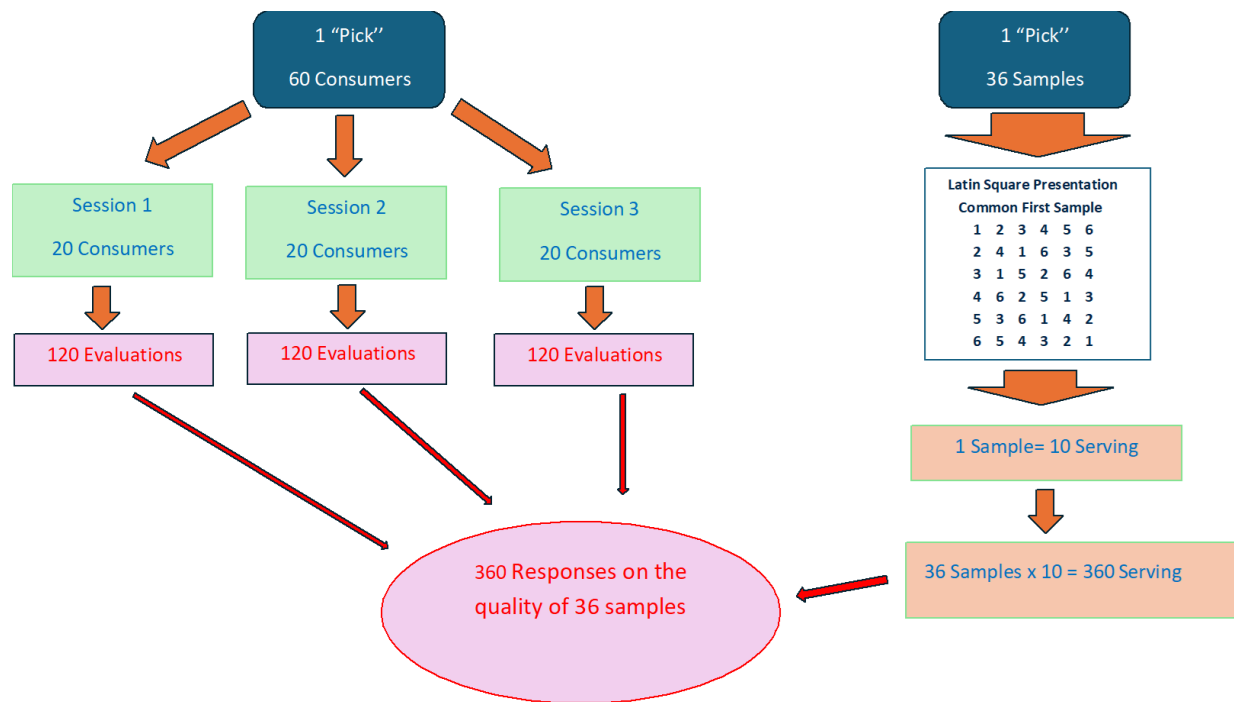 1 “Pick’’
60 Consumers
Session 1
20 Consumers
Session 2
20 Consumers
Session 3
20 Consumers
120 Evaluations
120 Evaluations
120 Evaluations
1 “Pick’’
36 Samples
Latin Square Presentation
Common First Sample
1 2 3 4 5 6
2 4 1 6 3 5
3 1 5 2 6 4
4 6 2 5 1 3
5 3 6 1 4 2
6 5 4 3 2 1
1 Sample= 10 Serving
36 Samples x 10 = 360 Serving
360 Responses on the
quality of 36 samples